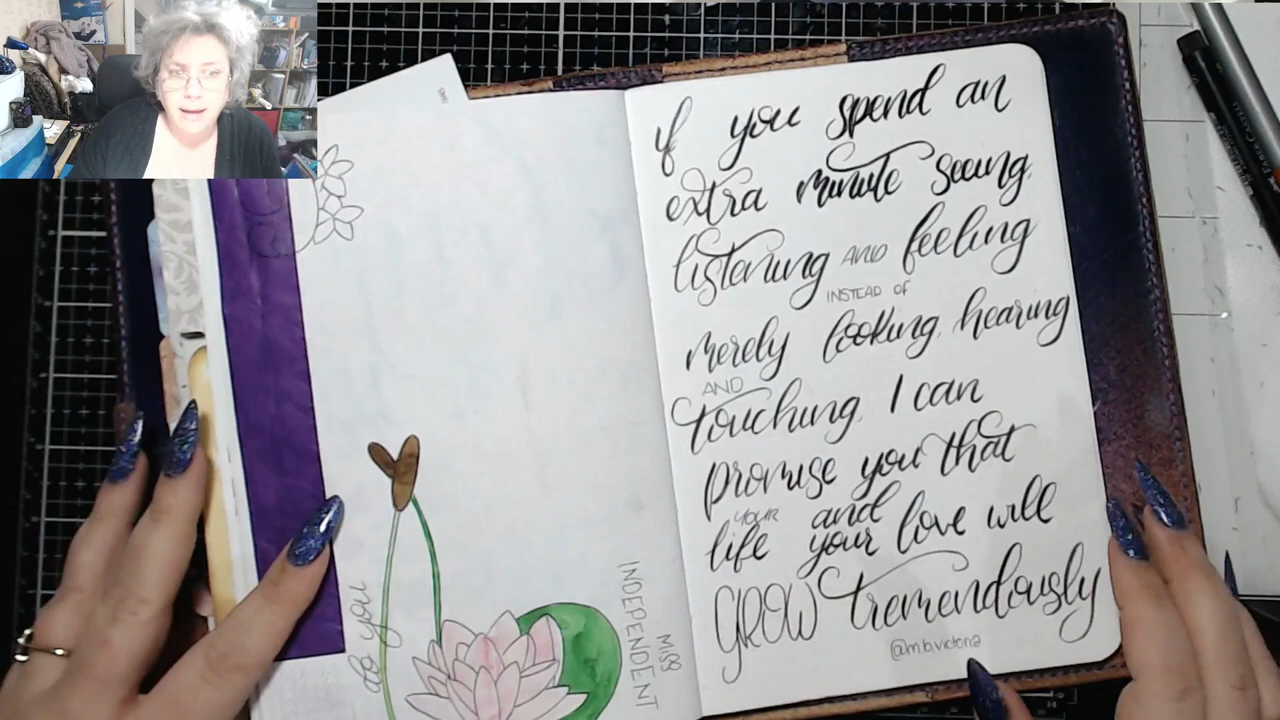 do you
MISS
INDEPENDENT
if you spend an
extra minute seeing,
listening AND feeling
INSTEAD OF
merely looking, hearing
AND
touching, I can
promise you that
YOUR and
life your love will
GROW tremendously
@m.b.victoria